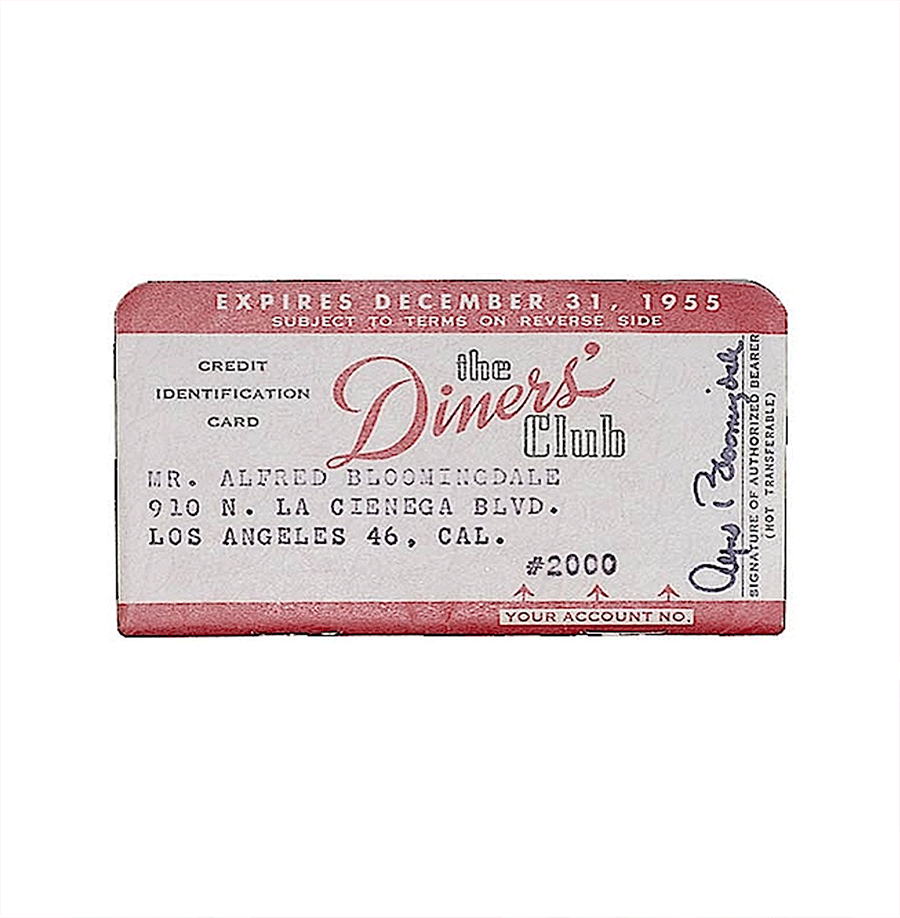 EXPIRES DECEMBER 31, 1955
SUBJECT TO TERMS ON REVERSE SIDE
CREDIT
IDENTIFICATION
CARD
the
Diners'
Club
MR. ALFRED BLOOMINGDALE
910 N. LA CIENEGA BLVD.
LOS ANGELES 46, CAL.
#2000
YOUR ACCOUNT NO.
Alfred Bloomingdale
SIGNATURE OF AUTHORIZED BEARER
(NOT TRANSFERABLE)